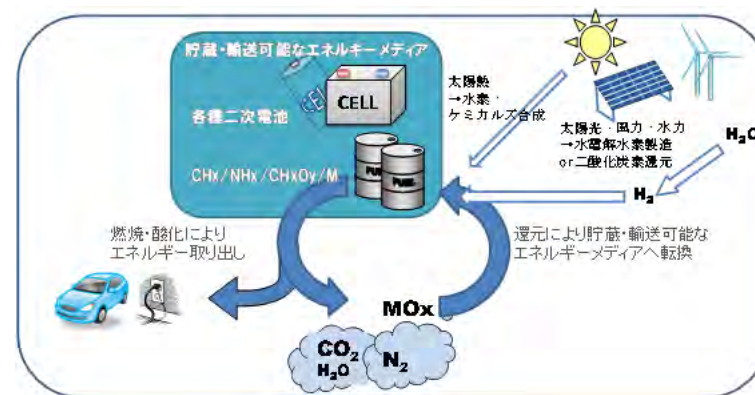 貯蔵・輸送可能なエネルギーメディア
CELL
各種二次電池
CHx/NHx/CHxOy/M
太陽熱
→水素・
ケミカルズ合成
太陽光・風力・水力
→水電解水素製造
or二酸化炭素還元
H₂O
H₂
燃焼・酸化により
エネルギー取り出し
還元により貯蔵・輸送可能な
エネルギーメディアへ転換
MOx
CO₂
H₂O
N₂